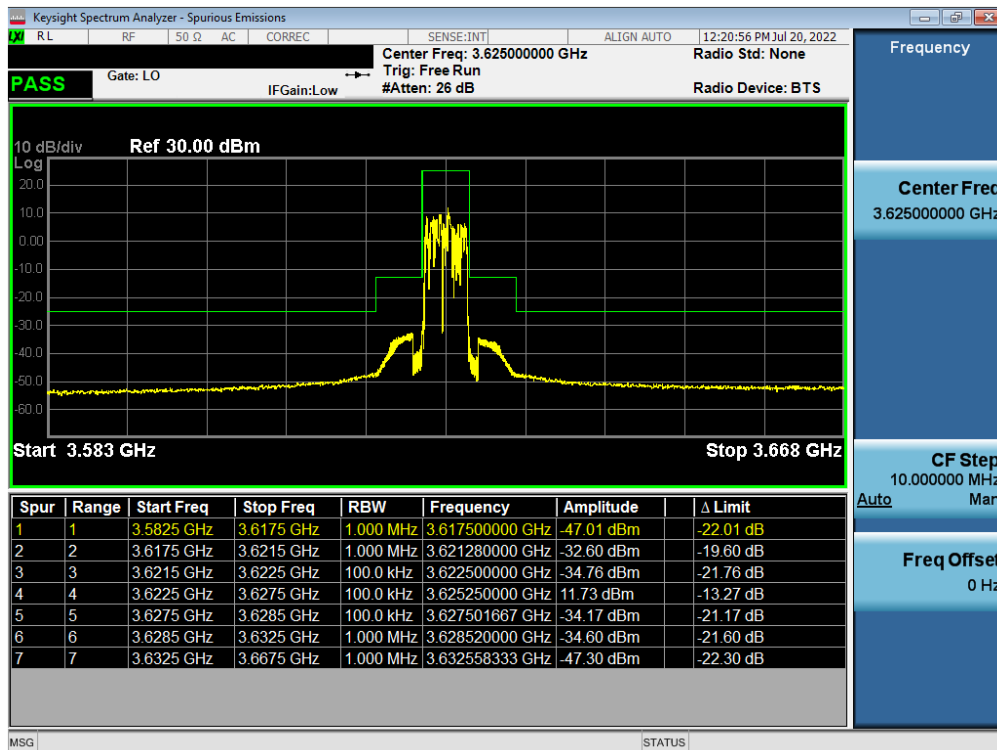 Keysight Spectrum Analyzer - Spurious Emissions
LXI RL RF 50 Ω AC CORREC SENSE:INT ALIGN AUTO 12:20:56 PM Jul 20, 2022
Center Freq: 3.625000000 GHz Radio Std: None
PASS Gate: LO Trig: Free Run
IFGain:Low #Atten: 26 dB Radio Device: BTS
10 dB/div Ref 30.00 dBm
Log
20.0
10.0
0.00
-10.0
-20.0
-30.0
-40.0
-50.0
-60.0
Start 3.583 GHz Stop 3.668 GHz
Spur Range Start Freq Stop Freq RBW Frequency Amplitude Δ Limit
1 1 3.5825 GHz 3.6175 GHz 1.000 MHz 3.617500000 GHz -47.01 dBm -22.01 dB
2 2 3.6175 GHz 3.6215 GHz 1.000 MHz 3.621280000 GHz -32.60 dBm -19.60 dB
3 3 3.6215 GHz 3.6225 GHz 100.0 kHz 3.622500000 GHz -34.76 dBm -21.76 dB
4 4 3.6225 GHz 3.6275 GHz 100.0 kHz 3.625250000 GHz 11.73 dBm -13.27 dB
5 5 3.6275 GHz 3.6285 GHz 100.0 kHz 3.627501667 GHz -34.17 dBm -21.17 dB
6 6 3.6285 GHz 3.6325 GHz 1.000 MHz 3.628520000 GHz -34.60 dBm -21.60 dB
7 7 3.6325 GHz 3.6675 GHz 1.000 MHz 3.632558333 GHz -47.30 dBm -22.30 dB
MSG STATUS
Frequency
Center Freq
3.625000000 GHz
CF Step
10.000000 MHz
Auto Man
Freq Offset
0 Hz